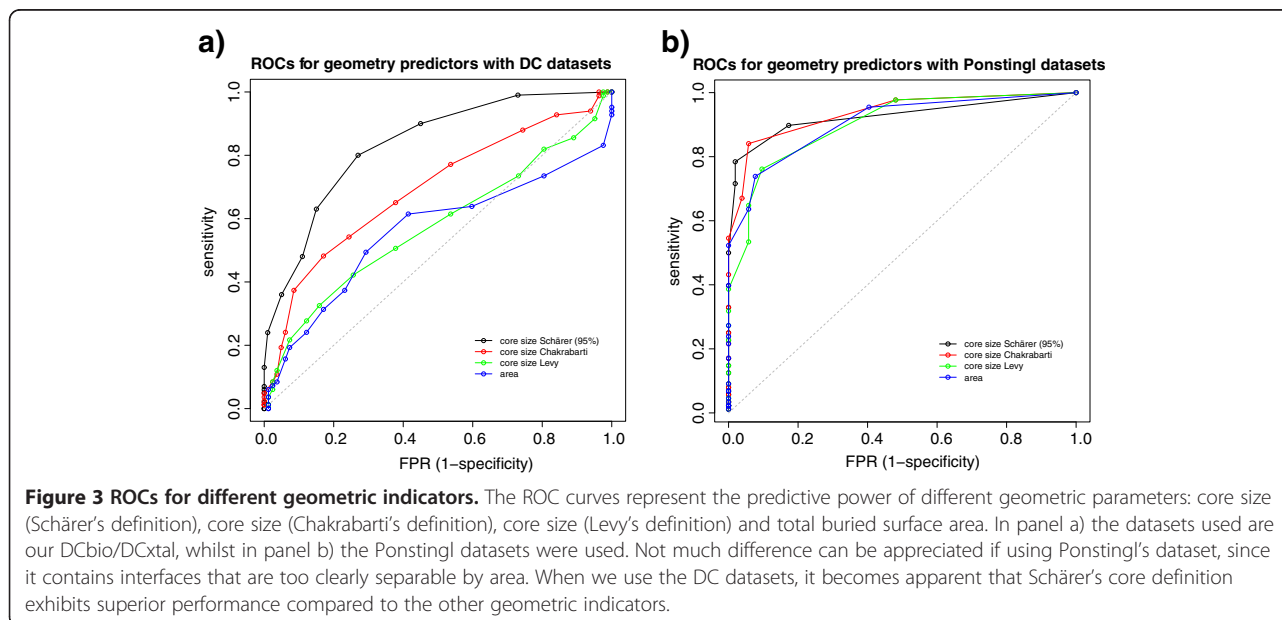 a)
ROCs for geometry predictors with DC datasets
sensitivity
1.0
0.8
0.6
0.4
0.2
0.0
core size Schärer (95%)
core size Chakrabarti
core size Levy
area
0.0 0.2 0.4 0.6 0.8 1.0
FPR (1−specificity)
b)
ROCs for geometry predictors with Ponstingl datasets
sensitivity
1.0
0.8
0.6
0.4
0.2
0.0
core size Schärer (95%)
core size Chakrabarti
core size Levy
area
0.0 0.2 0.4 0.6 0.8 1.0
FPR (1−specificity)
Figure 3 ROCs for different geometric indicators. The ROC curves represent the predictive power of different geometric parameters: core size
(Schärer's definition), core size (Chakrabarti's definition), core size (Levy's definition) and total buried surface area. In panel a) the datasets used are
our DCbio/DCxtal, whilst in panel b) the Ponstingl datasets were used. Not much difference can be appreciated if using Ponstingl's dataset, since
it contains interfaces that are too clearly separable by area. When we use the DC datasets, it becomes apparent that Schärer's core definition
exhibits superior performance compared to the other geometric indicators.